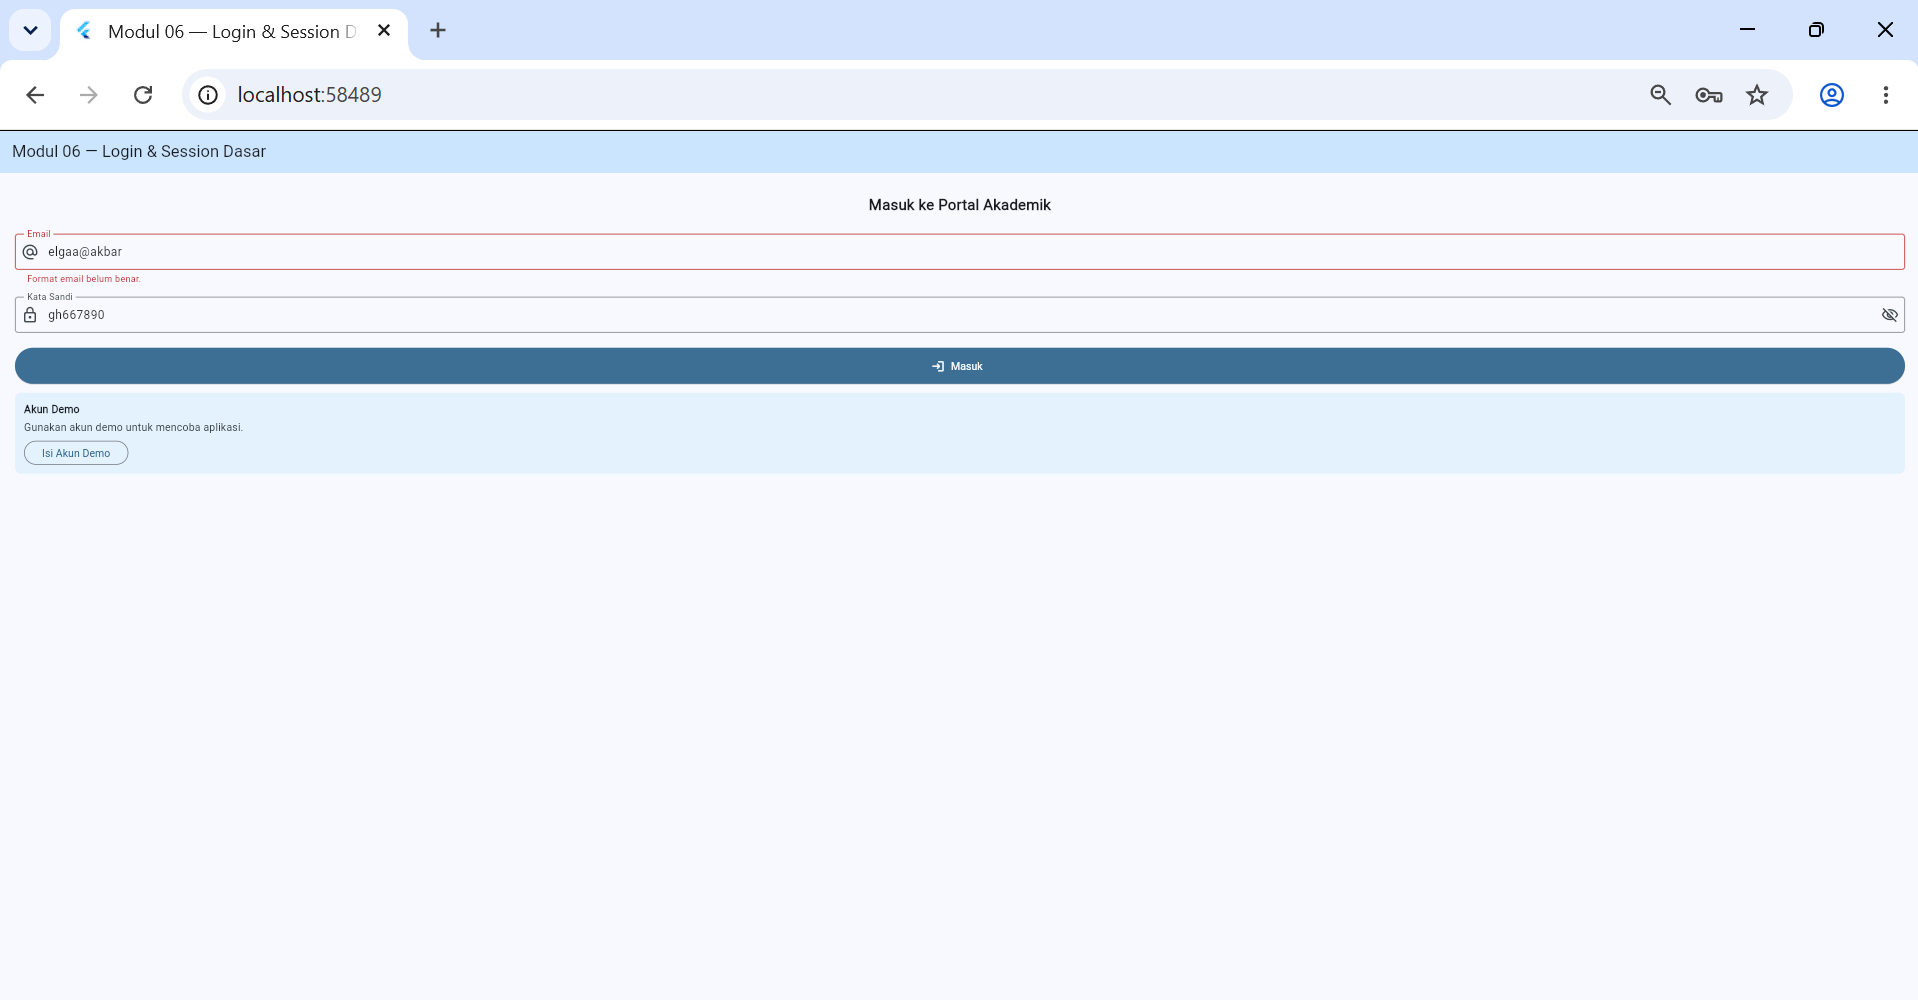 Modul 06 — Login & Session D
localhost:58489
Modul 06 — Login & Session Dasar
Masuk ke Portal Akademik
Email
elgaa@akbar
Format email belum benar.
Kata Sandi
gh667890
Masuk
Akun Demo
Gunakan akun demo untuk mencoba aplikasi.
Isi Akun Demo